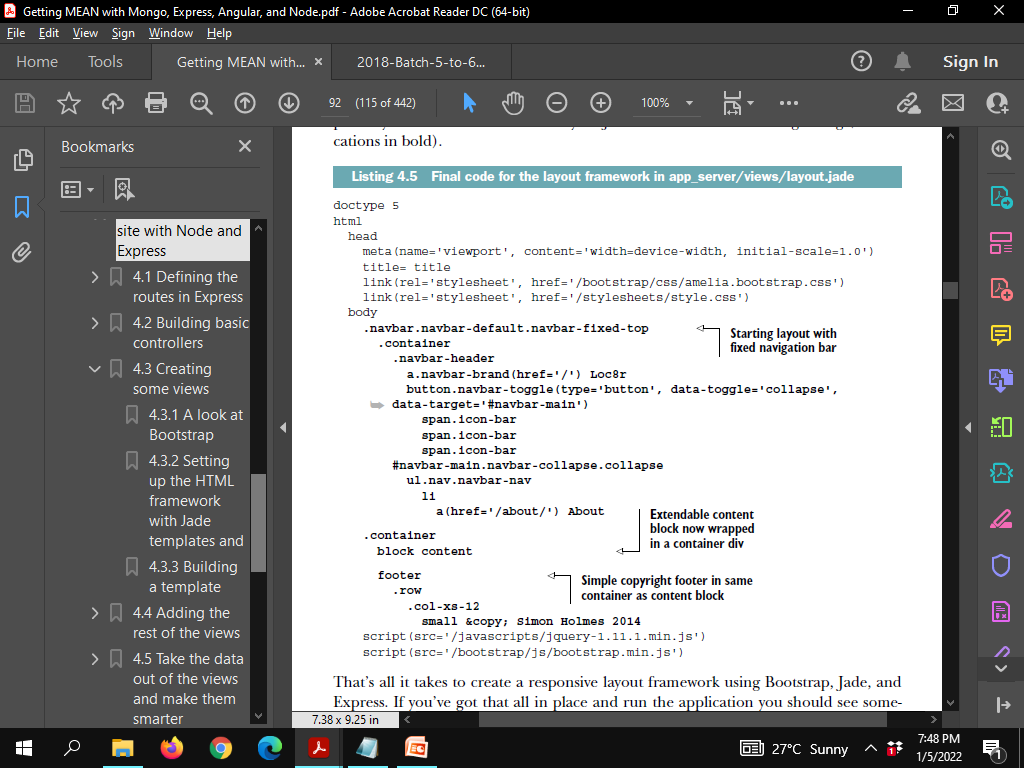 Getting MEAN with Mongo, Express, Angular, and Node.pdf - Adobe Acrobat Reader DC (64-bit)
File Edit View Sign Window Help
Home Tools Getting MEAN with... × 2018-Batch-5-to-6... Sign In
92 (115 of 442) 100%
Bookmarks
site with Node and
Express
4.1 Defining the
routes in Express
4.2 Building basic
controllers
4.3 Creating
some views
4.3.1 A look at
Bootstrap
4.3.2 Setting
up the HTML
framework
with Jade
templates and
4.3.3 Building
a template
4.4 Adding the
rest of the views
4.5 Take the data
out of the views
and make them
smarter
cations in bold).
Listing 4.5 Final code for the layout framework in app_server/views/layout.jade
doctype 5
html
head
meta(name='viewport', content='width=device-width, initial-scale=1.0')
title= title
link(rel='stylesheet', href='/bootstrap/css/amelia.bootstrap.css')
link(rel='stylesheet', href='/stylesheets/style.css')
body
.navbar.navbar-default.navbar-fixed-top
Starting layout with
fixed navigation bar
.container
.navbar-header
a.navbar-brand(href='/') Loc8r
button.navbar-toggle(type='button', data-toggle='collapse',
data-target='#navbar-main')
span.icon-bar
span.icon-bar
span.icon-bar
#navbar-main.navbar-collapse.collapse
ul.nav.navbar-nav
li
a(href='/about/') About
Extendable content
block now wrapped
in a container div
.container
block content
footer
Simple copyright footer in same
container as content block
.row
.col-xs-12
small &copy; Simon Holmes 2014
script(src='/javascripts/jquery-1.11.1.min.js')
script(src='/bootstrap/js/bootstrap.min.js')
That's all it takes to create a responsive layout framework using Bootstrap, Jade, and
Express. If you've got that all in place and run the application you should see some-
7.38 x 9.25 in
27°C Sunny
7:48 PM
1/5/2022
1
1